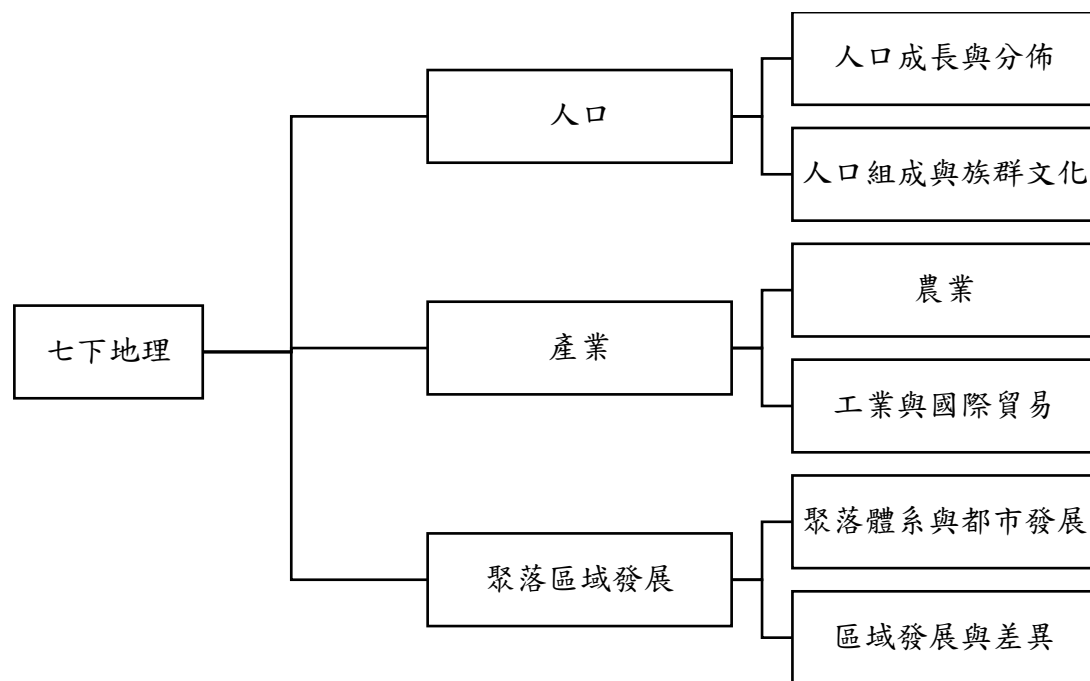 七下地理
人口
人口成長與分佈
人口組成與族群文化
產業
農業
工業與國際貿易
聚落區域發展
聚落體系與都市發展
區域發展與差異